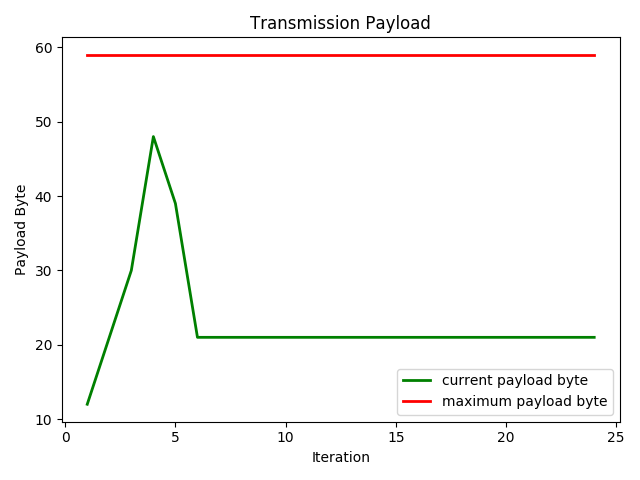 Transmission Payload
60
50
40
30
20
10
Payload Byte
0
5
10
15
20
25
Iteration
current payload byte
maximum payload byte